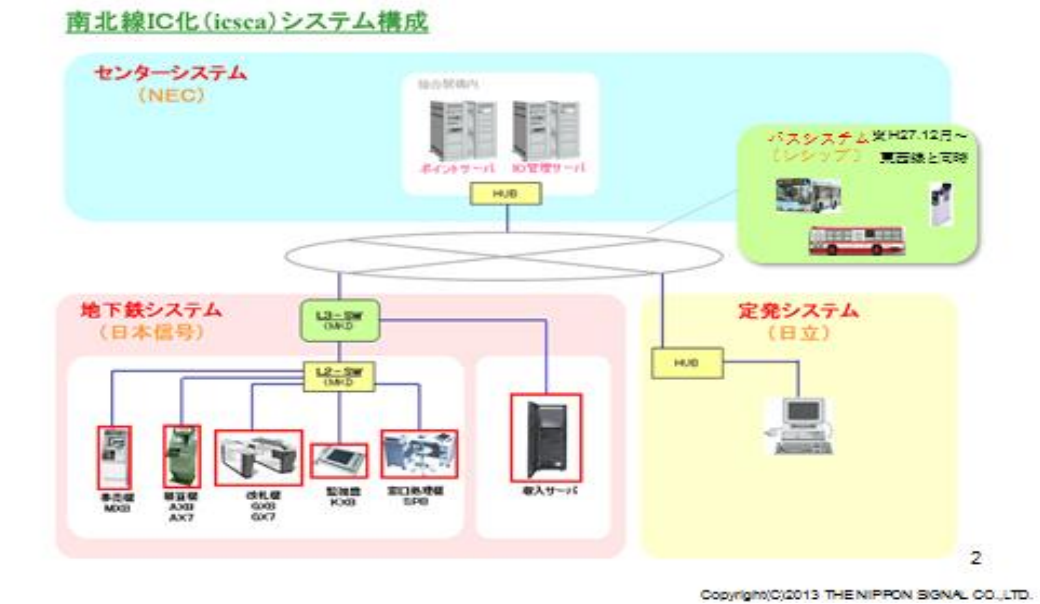 南北線IC化(icsca)システム構成
センターシステム
(NEC)
ポイントサーバ
ID管理サーバ
HUB
バスシステム
(レシップ)
※H27.12月～
東西線と同時
地下鉄システム
(日本信号)
L3-SW
(MKI)
L2-SW
(MKI)
定発システム
(日立)
HUB
券売機
MX8
精算機
AX8
AX7
改札機
GX8
GX7
監視盤
KX8
窓口処理機
SP8
収入サーバ
2
Copyright(C)2013 THE NIPPON SIGNAL CO.,LTD.